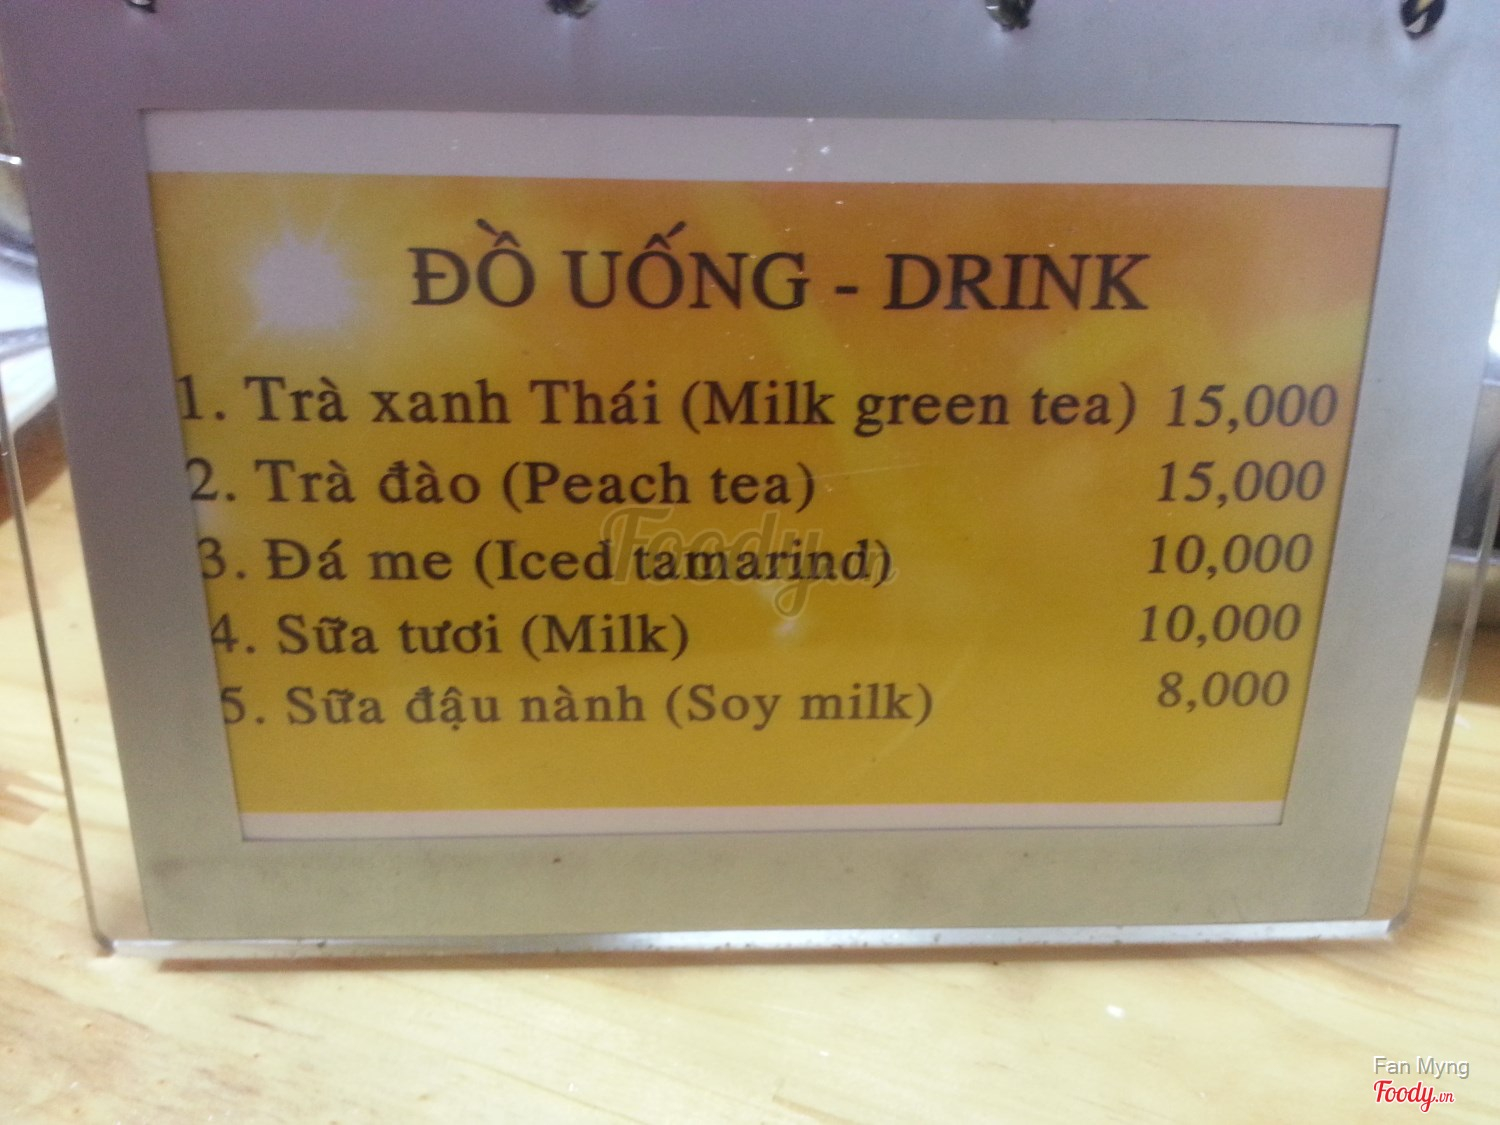 ĐỒ UỐNG - DRINK
1. Trà xanh Thái (Milk green tea) 15,000
2. Trà đào (Peach tea) 15,000
3. Đá me (Iced tamarind) 10,000
4. Sữa tươi (Milk) 10,000
5. Sữa đậu nành (Soy milk) 8,000
Foody.vn
Fan Myng
Foody.vn